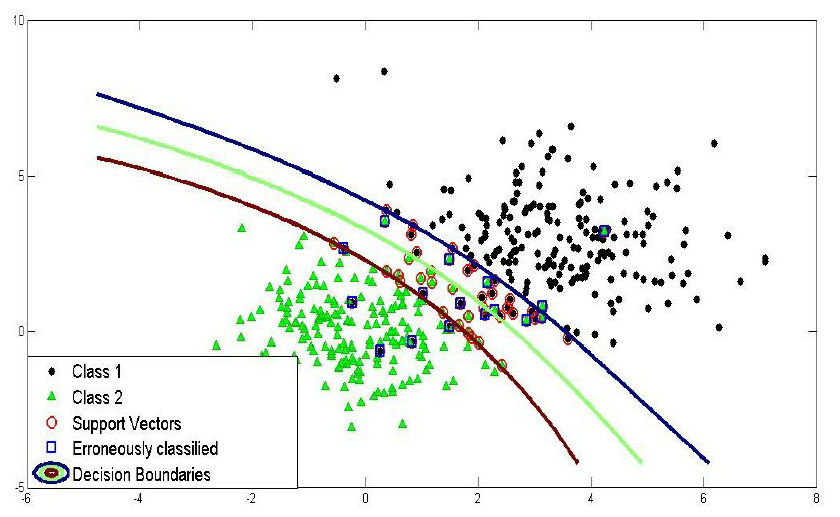 10
5
0
-5
Class 1
Class 2
Support Vectors
Erroneously classilied
Decision Boundaries
-6 -4 -2 0 2 4 6 8